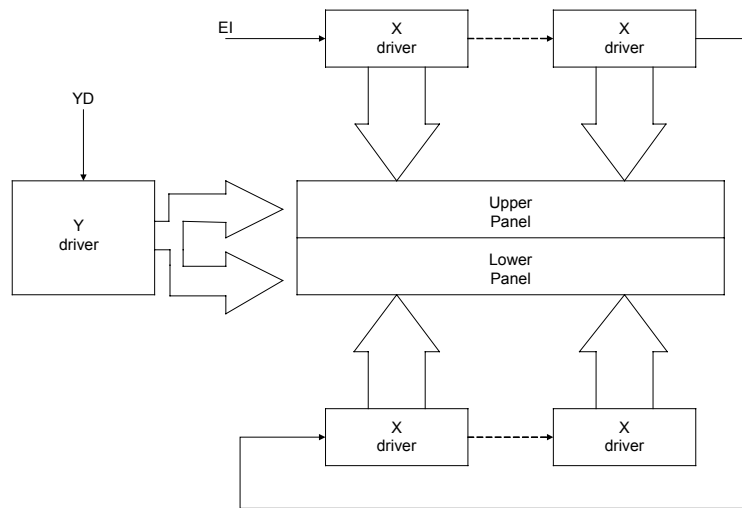 EI
X
driver
X
driver
YD
Y
driver
Upper
Panel
Lower
Panel
X
driver
X
driver